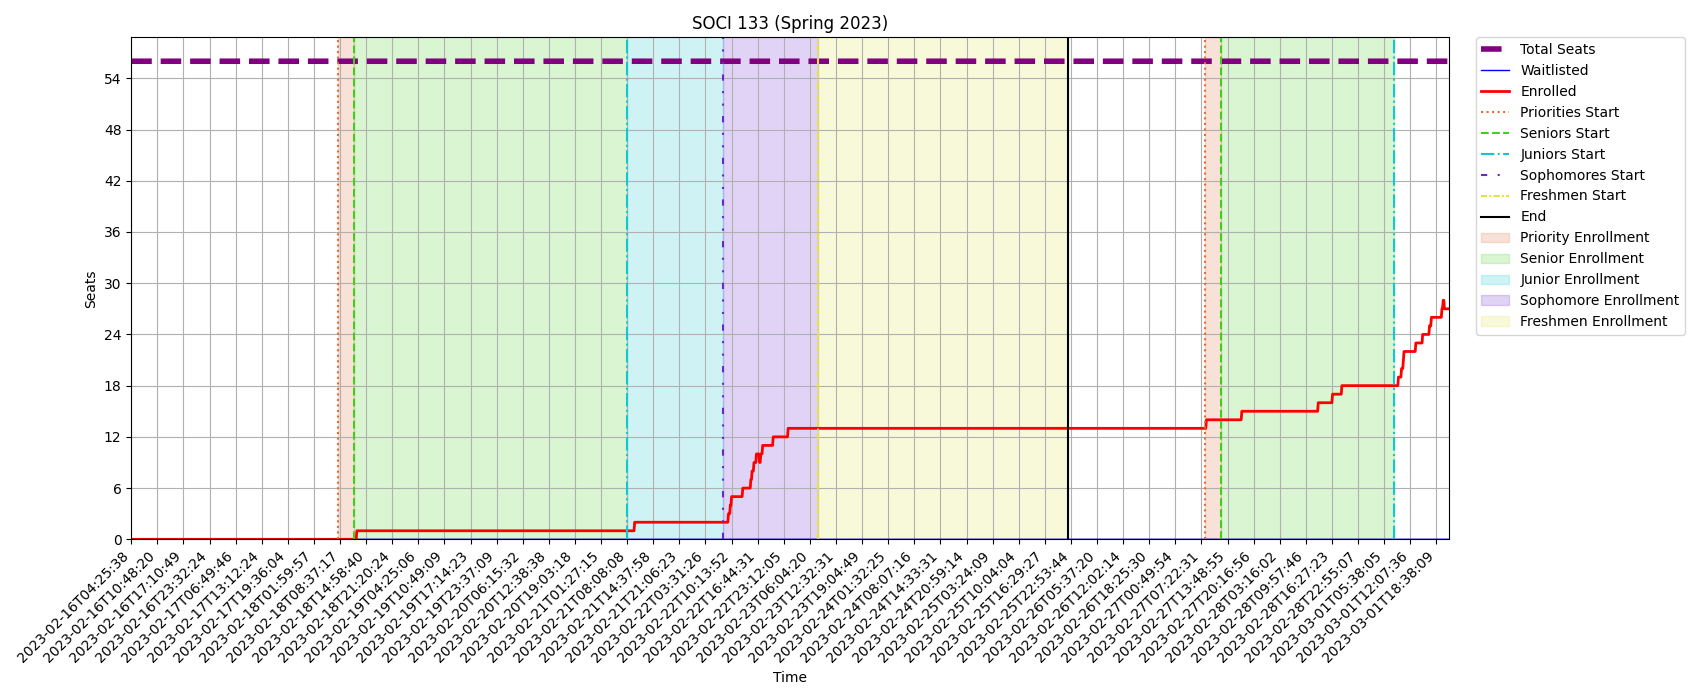 SOCI 133 (Spring 2023)
Total Seats
Waitlisted
Enrolled
Priorities Start
Seniors Start
Juniors Start
Sophomores Start
Freshmen Start
End
Priority Enrollment
Senior Enrollment
Junior Enrollment
Sophomore Enrollment
Freshmen Enrollment
Seats
54
48
42
36
30
24
18
12
6
0
2023-02-16T04:25:38
2023-02-16T10:48:20
2023-02-16T17:10:49
2023-02-16T23:32:24
2023-02-17T06:49:46
2023-02-17T13:12:24
2023-02-17T19:36:04
2023-02-18T01:59:57
2023-02-18T08:37:17
2023-02-18T14:58:40
2023-02-18T21:20:24
2023-02-19T04:25:06
2023-02-19T10:49:09
2023-02-19T17:14:23
2023-02-19T23:37:09
2023-02-20T06:15:32
2023-02-20T12:38:38
2023-02-20T19:03:18
2023-02-21T01:27:15
2023-02-21T08:08:08
2023-02-21T14:37:58
2023-02-21T21:06:23
2023-02-22T03:31:26
2023-02-22T10:13:52
2023-02-22T16:44:31
2023-02-22T23:12:05
2023-02-23T06:04:20
2023-02-23T12:32:31
2023-02-23T19:04:49
2023-02-24T01:32:25
2023-02-24T08:07:16
2023-02-24T14:33:31
2023-02-24T20:59:14
2023-02-25T03:24:09
2023-02-25T10:04:04
2023-02-25T16:29:27
2023-02-25T22:53:44
2023-02-26T05:37:20
2023-02-26T12:02:14
2023-02-26T18:25:30
2023-02-27T00:49:54
2023-02-27T07:22:31
2023-02-27T13:48:55
2023-02-27T20:16:56
2023-02-28T03:16:02
2023-02-28T09:57:46
2023-02-28T16:27:23
2023-02-28T22:55:07
2023-03-01T05:38:05
2023-03-01T12:07:36
2023-03-01T18:38:09
Time